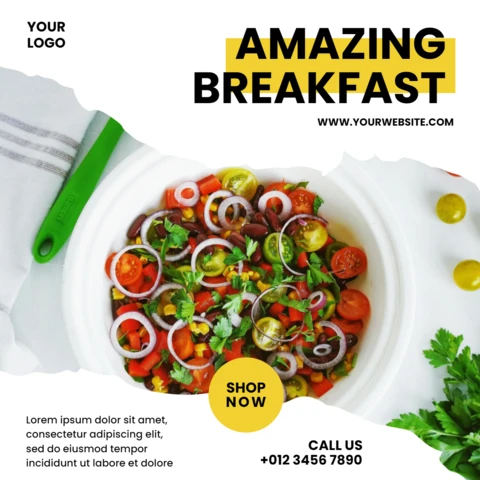 YOUR
LOGO
AMAZING
BREAKFAST
WWW.YOURWEBSITE.COM
SHOP
NOW
Lorem ipsum dolor sit amet,
consectetur adipiscing elit,
sed do eiusmod tempor
incididunt ut labore et dolore
CALL US
+012 3456 7890